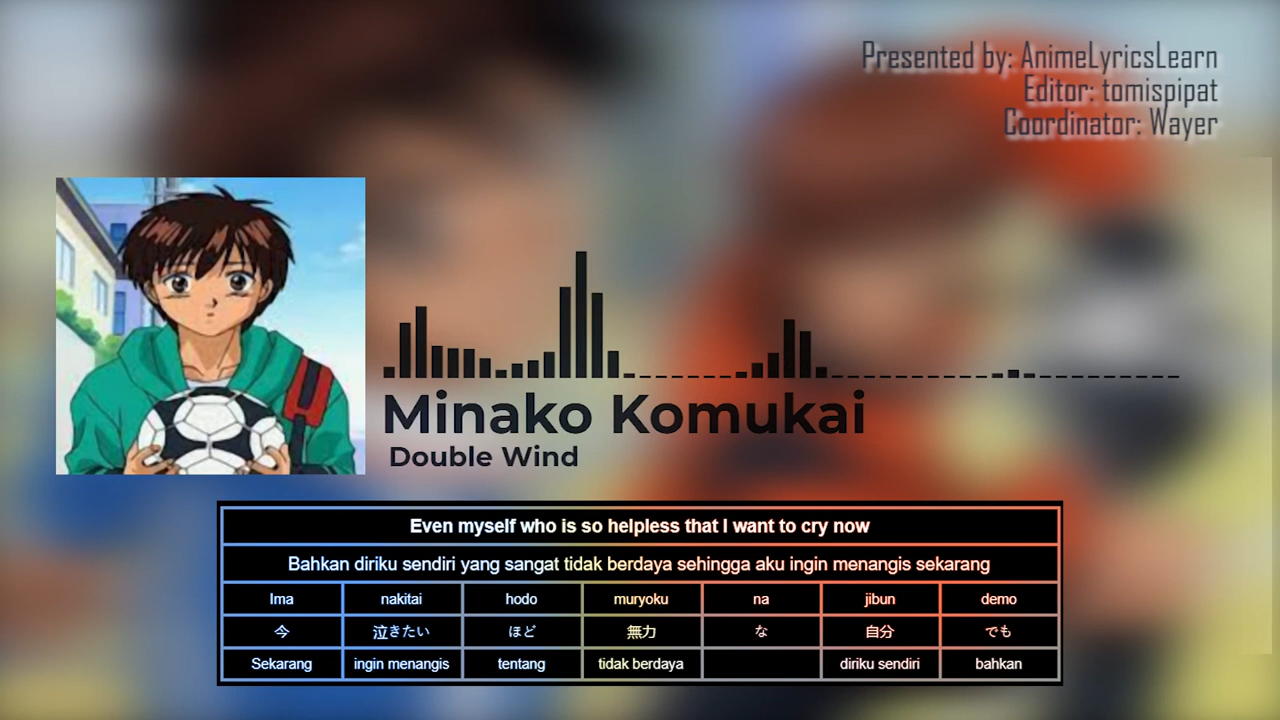 Presented by: AnimeLyricsLearn
Editor: tomispipat
Coordinator: Wayer
Minako Komukai
Double Wind
Even myself who is so helpless that I want to cry now
Bahkan diriku sendiri yang sangat tidak berdaya sehingga aku ingin menangis sekarang
Ima nakitai hodo muryoku na jibun demo
今 泣きたい ほど 無力 な 自分 でも
Sekarang ingin menangis tentang tidak berdaya diriku sendiri bahkan